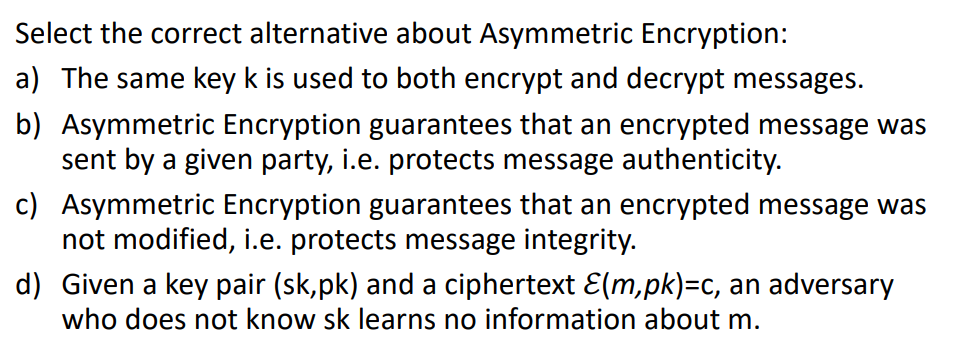 Select the correct alternative about Asymmetric Encryption:
a) The same key k is used to both encrypt and decrypt messages.
b) Asymmetric Encryption guarantees that an encrypted message was
sent by a given party, i.e. protects message authenticity.
c) Asymmetric Encryption guarantees that an encrypted message was
not modified, i.e. protects message integrity.
d) Given a key pair (sk,pk) and a ciphertext ℰ(m,pk)=c, an adversary
who does not know sk learns no information about m.